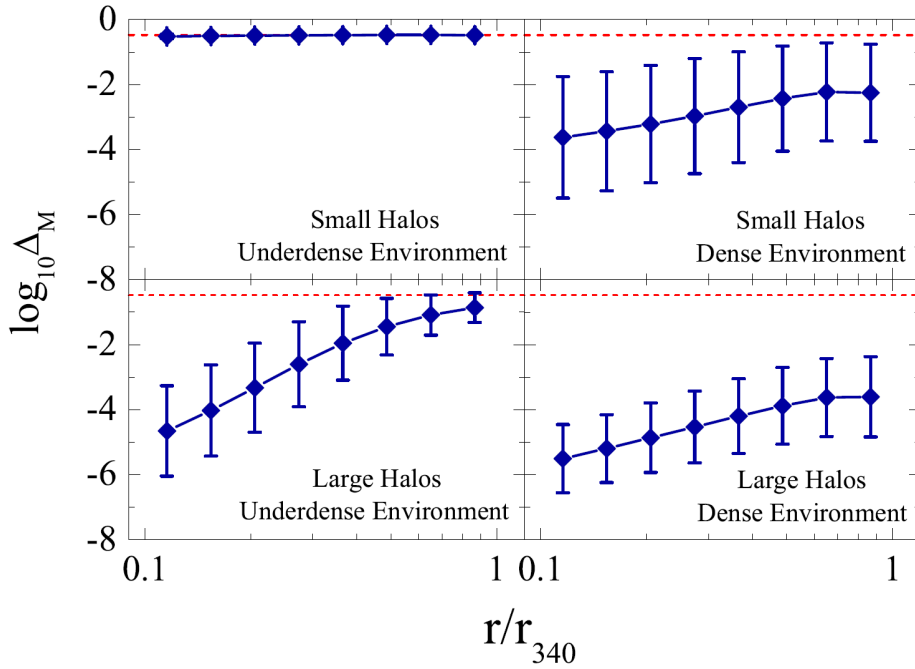 0
-2
-4
-6
-8
Small Halos
Underdense Environment
Small Halos
Dense Environment
-2
-4
-6
-8
Large Halos
Underdense Environment
Large Halos
Dense Environment
0.1
1
0.1
1
log₁₀Δ_M
r/r₃₄₀